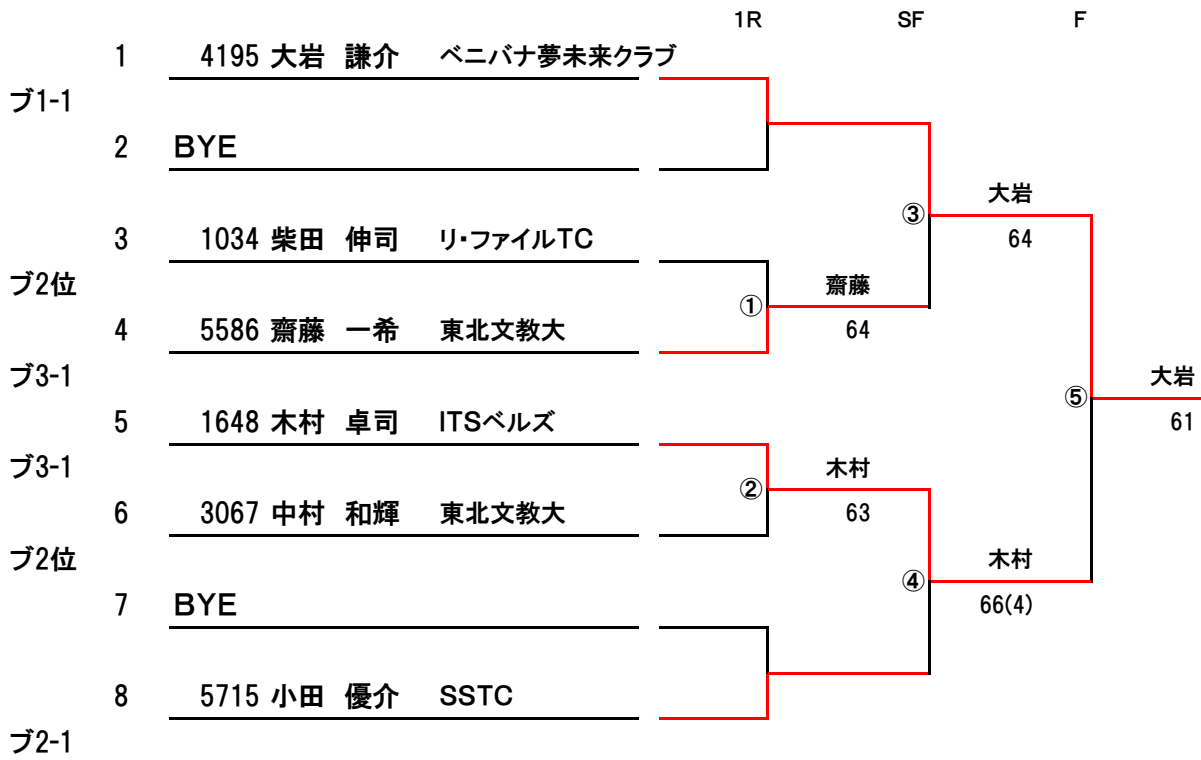 1R SF F
1 4195 大岩 謙介 ベニバナ夢未来クラブ
ブ1-1
2 BYE
大岩
③
3 1034 柴田 伸司 リ・ファイルTC 64
ブ2位 齋藤
①
4 5586 齋藤 一希 東北文教大 64
ブ3-1 大岩
⑤
5 1648 木村 卓司 ITSベルズ 61
ブ3-1 木村
②
6 3067 中村 和輝 東北文教大 63
ブ2位 木村
④
7 BYE 66(4)
8 5715 小田 優介 SSTC
ブ2-1